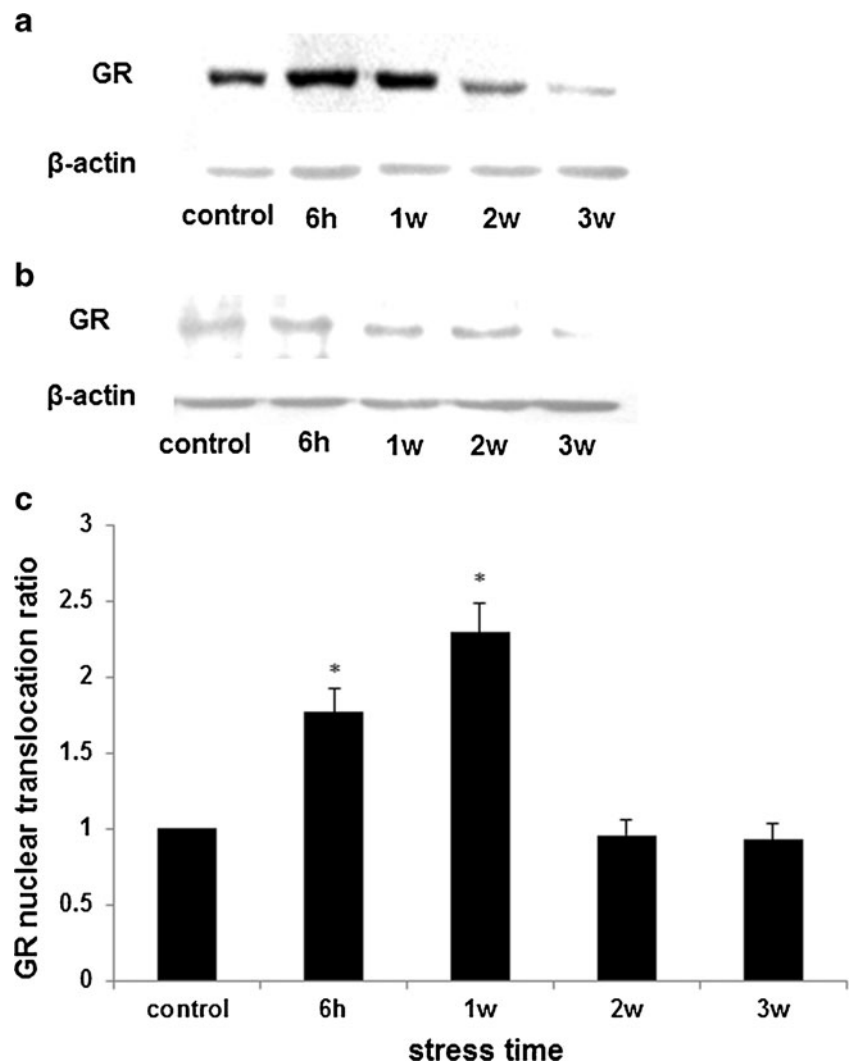 a
GR
β-actin
control 6h 1w 2w 3w
b
GR
β-actin
control 6h 1w 2w 3w
c
3
2.5
2
1.5
1
0.5
0
GR nuclear translocation ratio
* *
control 6h 1w 2w 3w
stress time